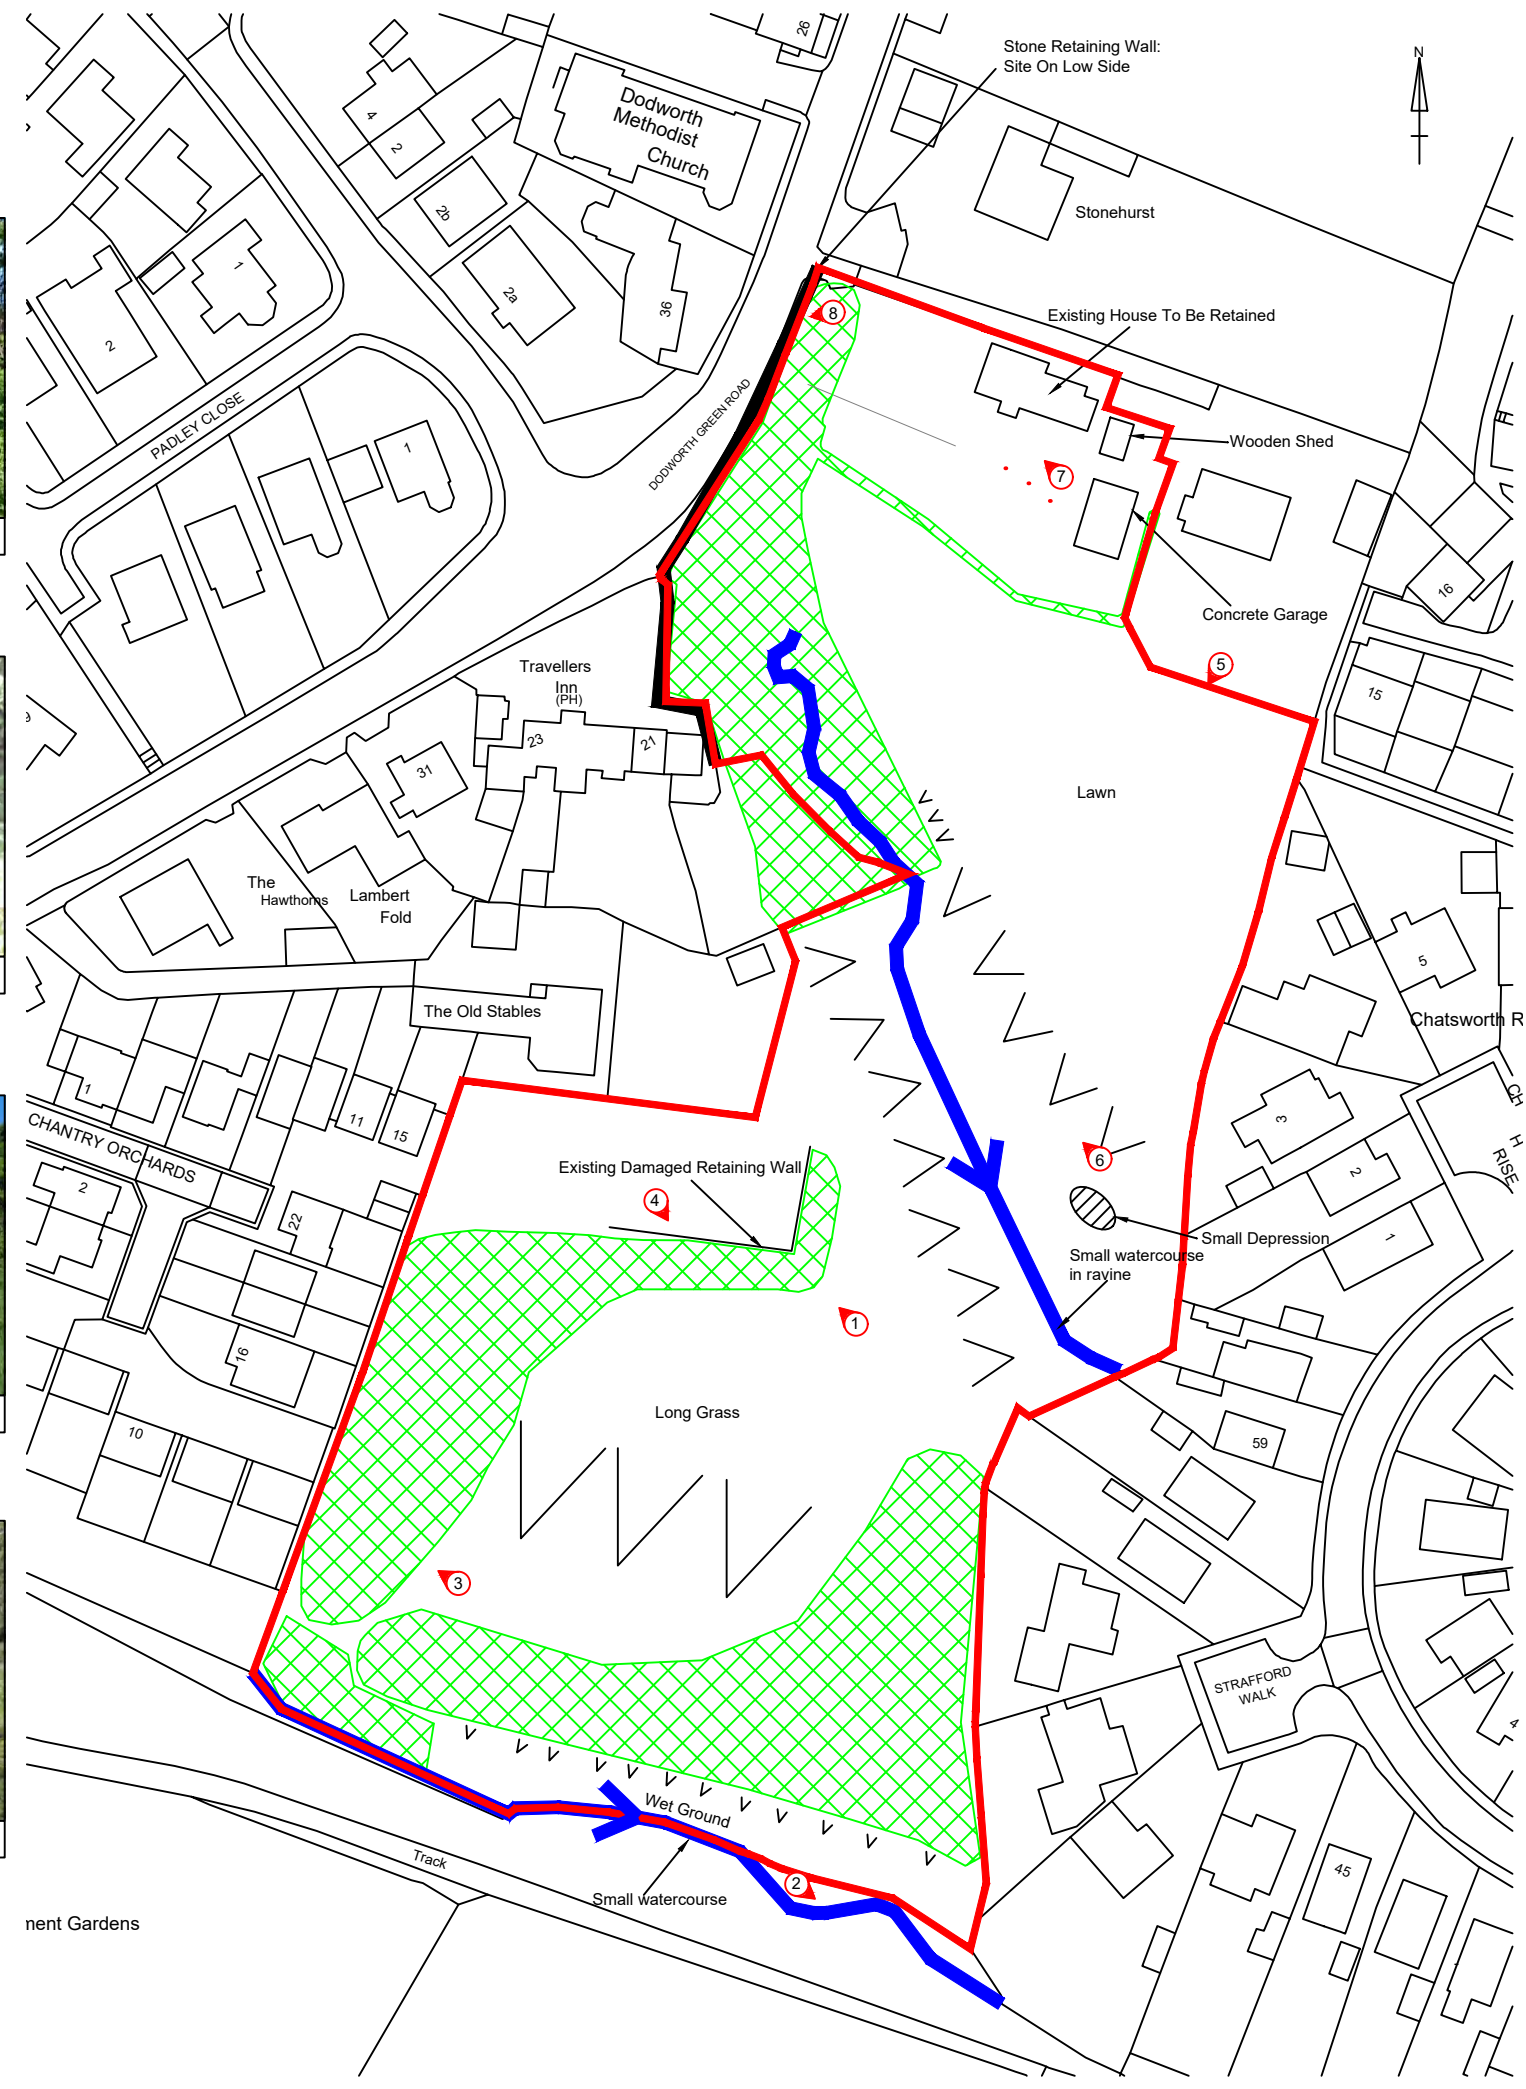 26
Stone Retaining Wall:
Site On Low Side
N
4
2
Dodworth
Methodist
Church
2b
Stonehurst
1
2a
36
2
8
Existing House To Be Retained
DODWORTH GREEN ROAD
PADLEY CLOSE
1
Wooden Shed
7
16
Concrete Garage
Travellers
Inn
(PH)
5
15
23
21
31
Lawn
The
Hawthorns
Lambert
Fold
5
The Old Stables
Chatsworth R
1
11
15
CHANTRY ORCHARDS
3
CH
H
RISE
Existing Damaged Retaining Wall
6
2
2
4
22
Small Depression
1
Small watercourse
in ravine
1
16
Long Grass
10
59
3
STRAFFORD
WALK
4
Wet Ground
Track
2
45
Small watercourse
ment Gardens